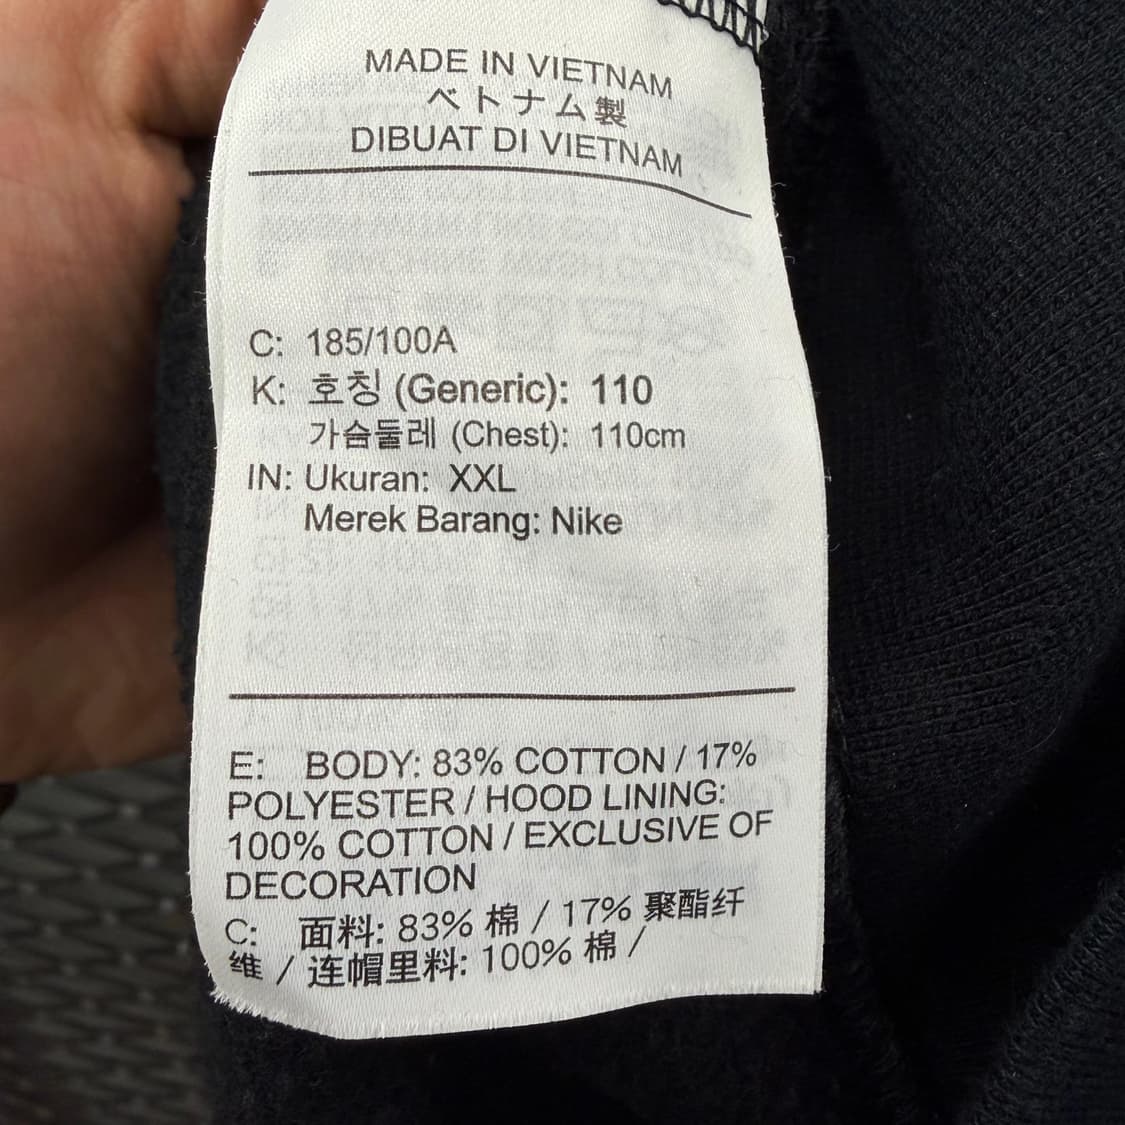 MADE IN VIETNAM
ベトナム製
DIBUAT DI VIETNAM
C: 185/100A
K: 호칭 (Generic): 110
가슴둘레 (Chest): 110cm
IN: Ukuran: XXL
Merek Barang: Nike
E: BODY: 83% COTTON / 17%
POLYESTER / HOOD LINING:
100% COTTON / EXCLUSIVE OF
DECORATION
C: 面料: 83% 棉 / 17% 聚酯纤
维 / 连帽里料: 100% 棉 /